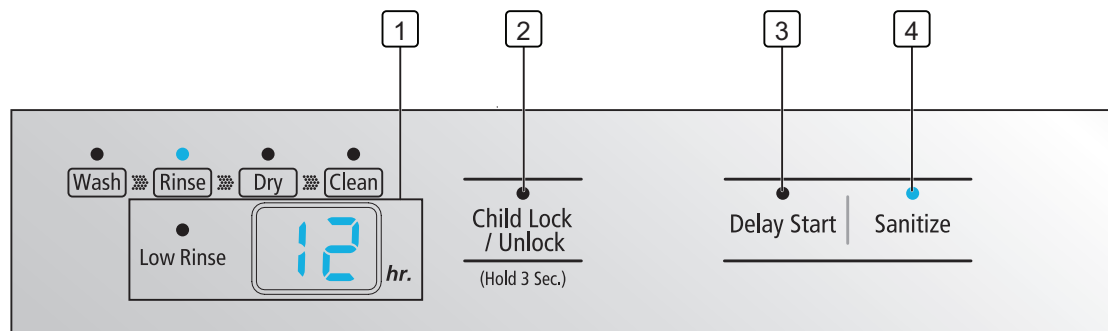 1 2 3 4
Wash Rinse Dry Clean
Low Rinse
12 hr.
Child Lock
/ Unlock
(Hold 3 Sec.)
Delay Start Sanitize